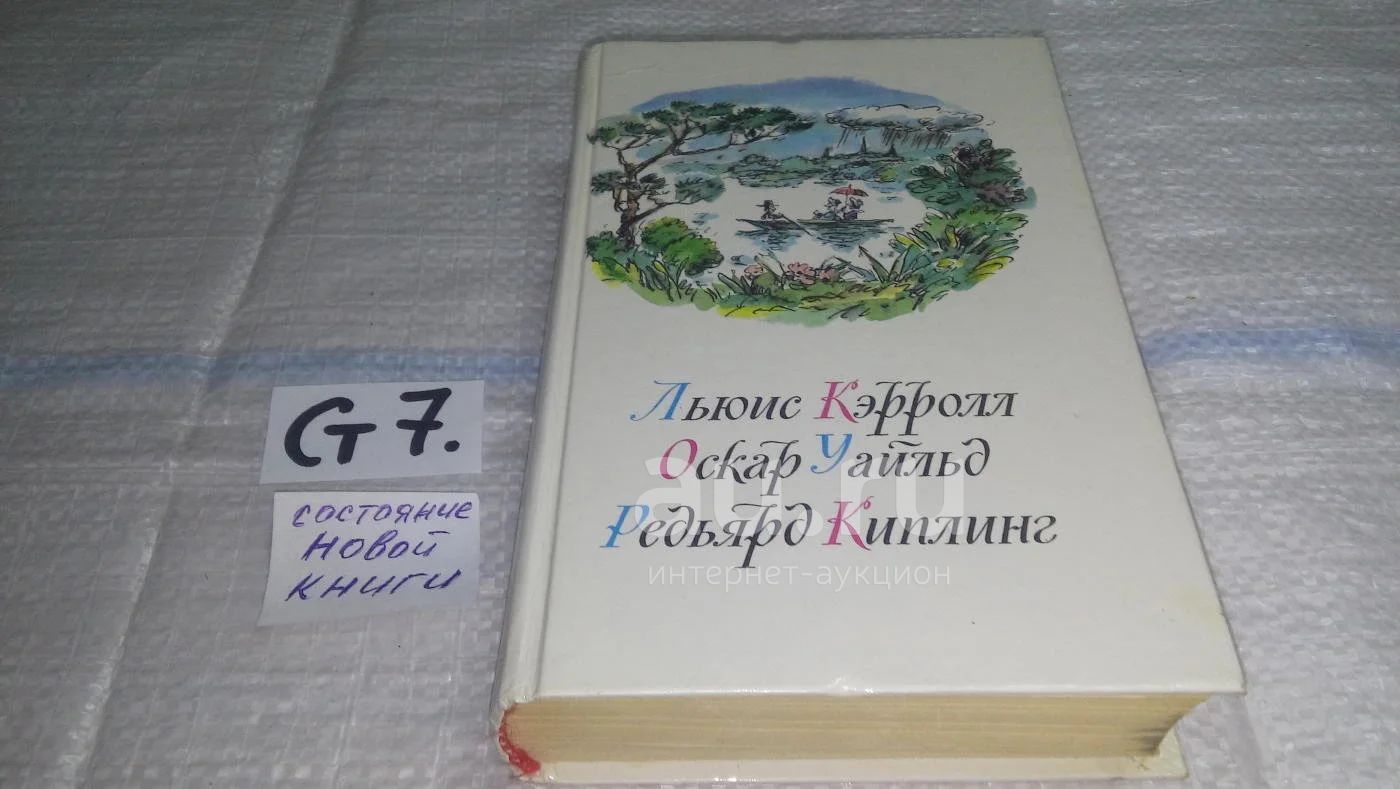 Льюис Кэрролл
Оскар Уайльд
Редьярд Киплинг
G 7.
состояние
новой
книги
au.ru
интернет-аукцион